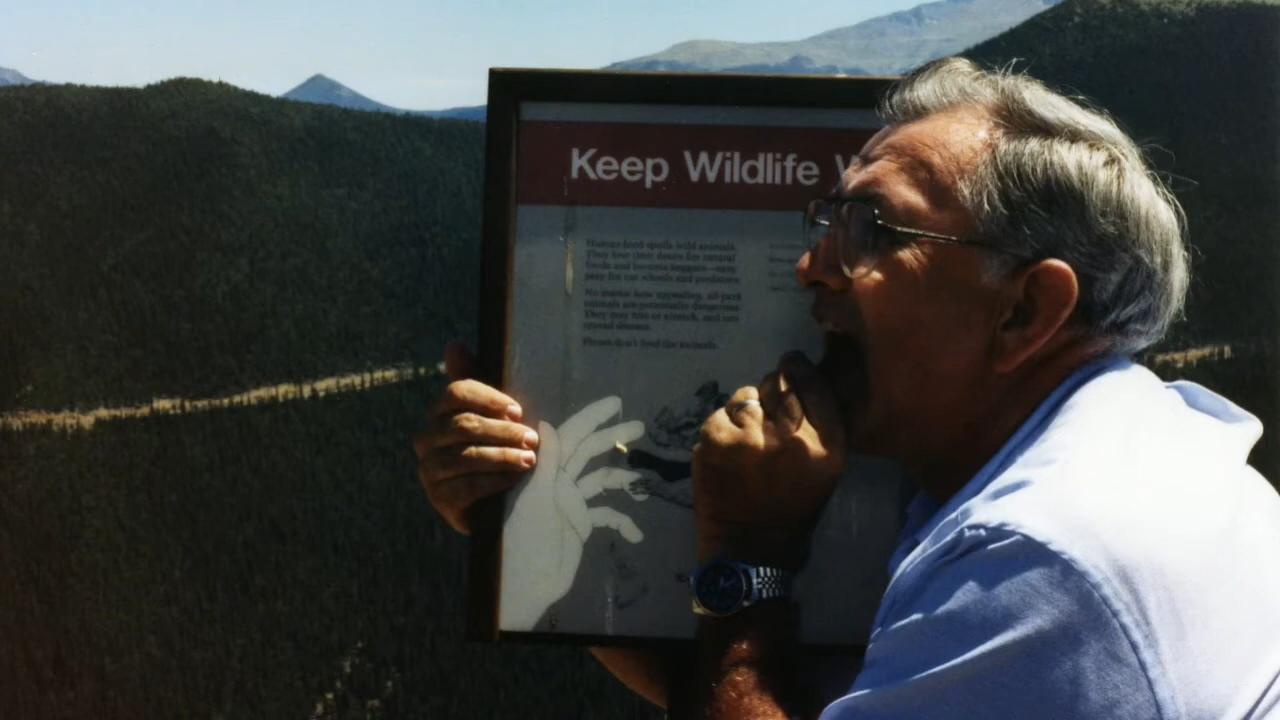 Keep Wildlife W
Human food spoils wild animals.
They lose their desire for natural
foods and become beggars—easy
prey for car wheels and predators.
No matter how appealing, all park
animals are potentially dangerous.
They may bite or scratch, and can
spread disease.
Please don't feed the animals.